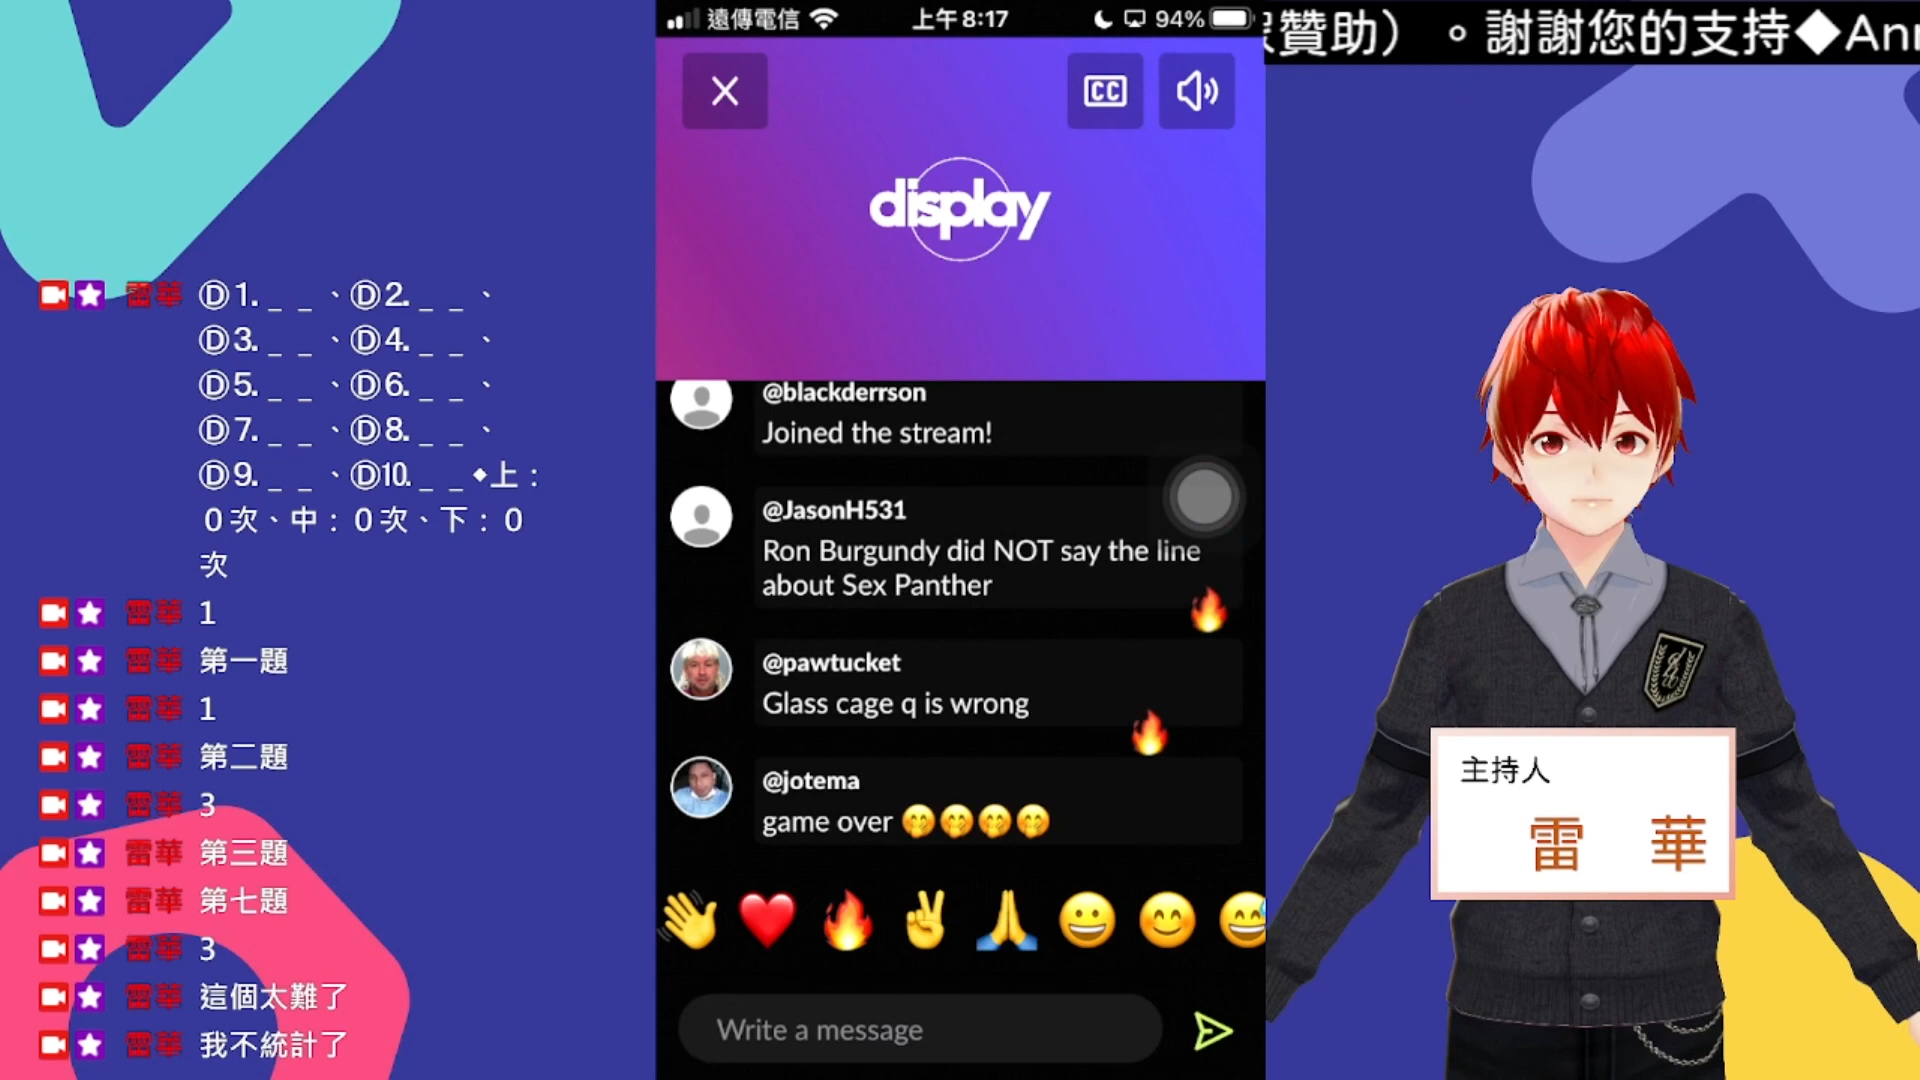 雷華 Ⓓ1. _ _ 、Ⓓ2. _ _ 、
Ⓓ3. _ _ 、Ⓓ4. _ _ 、
Ⓓ5. _ _ 、Ⓓ6. _ _ 、
Ⓓ7. _ _ 、Ⓓ8. _ _ 、
Ⓓ9. _ _ 、Ⓓ10. _ _ ◆上：
0次、中：0次、下：0
次
雷華 1
雷華 第一題
雷華 1
雷華 第二題
雷華 3
雷華 第三題
雷華 第七題
雷華 3
雷華 這個太難了
雷華 我不統計了
遠傳電信 上午8:17 94%
CC
display
@blackderrson
Joined the stream!
@JasonH531
Ron Burgundy did NOT say the line
about Sex Panther
@pawtucket
Glass cage q is wrong
@jotema
game over 🤭🤭🤭🤭
Write a message
贊助）。謝謝您的支持◆Ann
主持人
雷 華